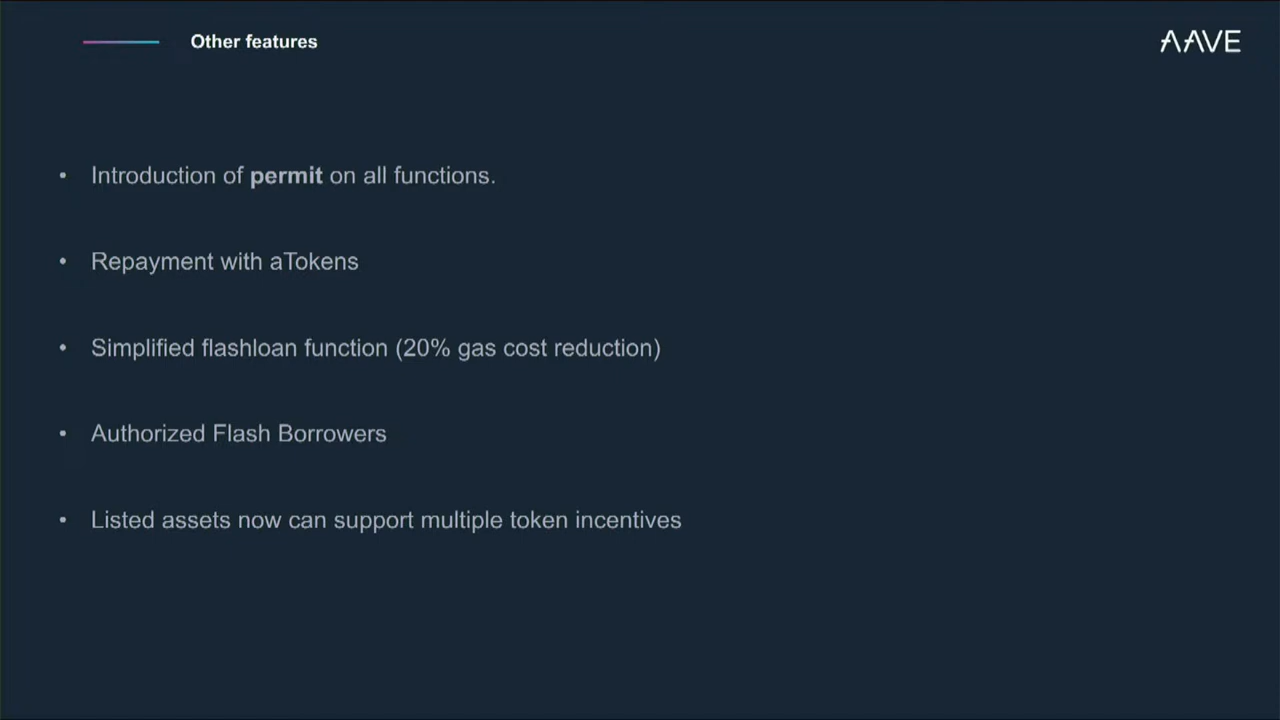 Other features
AAVE
• Introduction of permit on all functions.
• Repayment with aTokens
• Simplified flashloan function (20% gas cost reduction)
• Authorized Flash Borrowers
• Listed assets now can support multiple token incentives